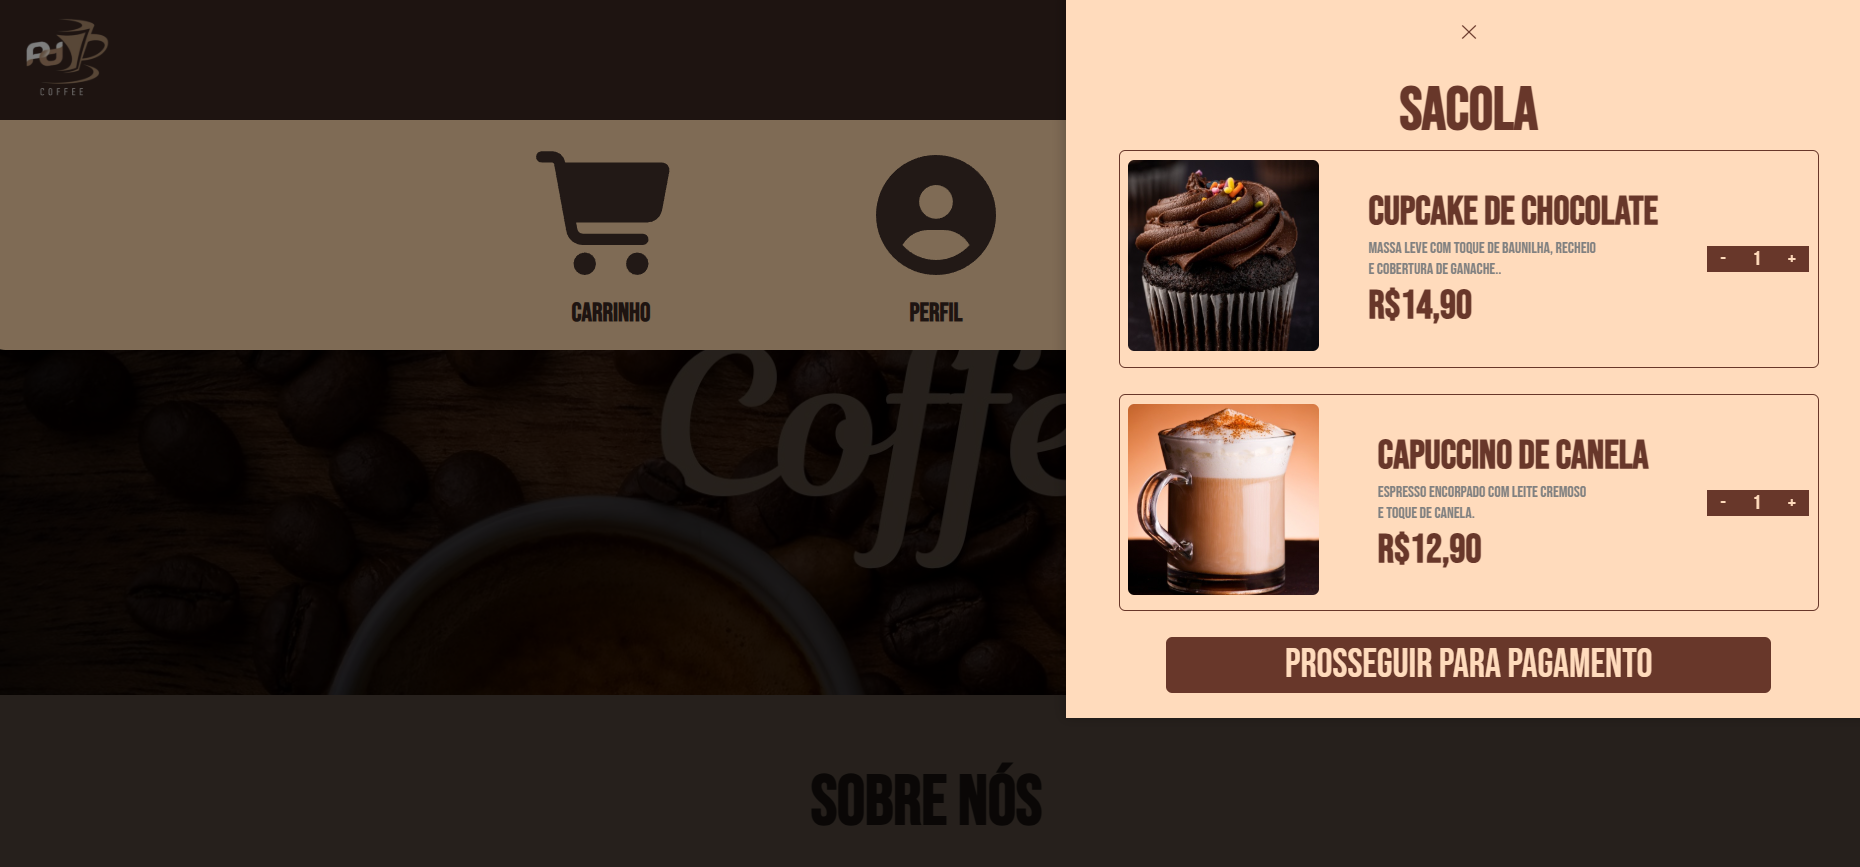 Pd
COFFEE
CARRINHO
PERFIL
Coffe
SOBRE NÓS
SACOLA
CUPCAKE DE CHOCOLATE
MASSA LEVE COM TOQUE DE BAUNILHA, RECHEIO
E COBERTURA DE GANACHE..
R$14,90
- 1 +
CAPUCCINO DE CANELA
ESPRESSO ENCORPADO COM LEITE CREMOSO
E TOQUE DE CANELA.
R$12,90
- 1 +
PROSSEGUIR PARA PAGAMENTO